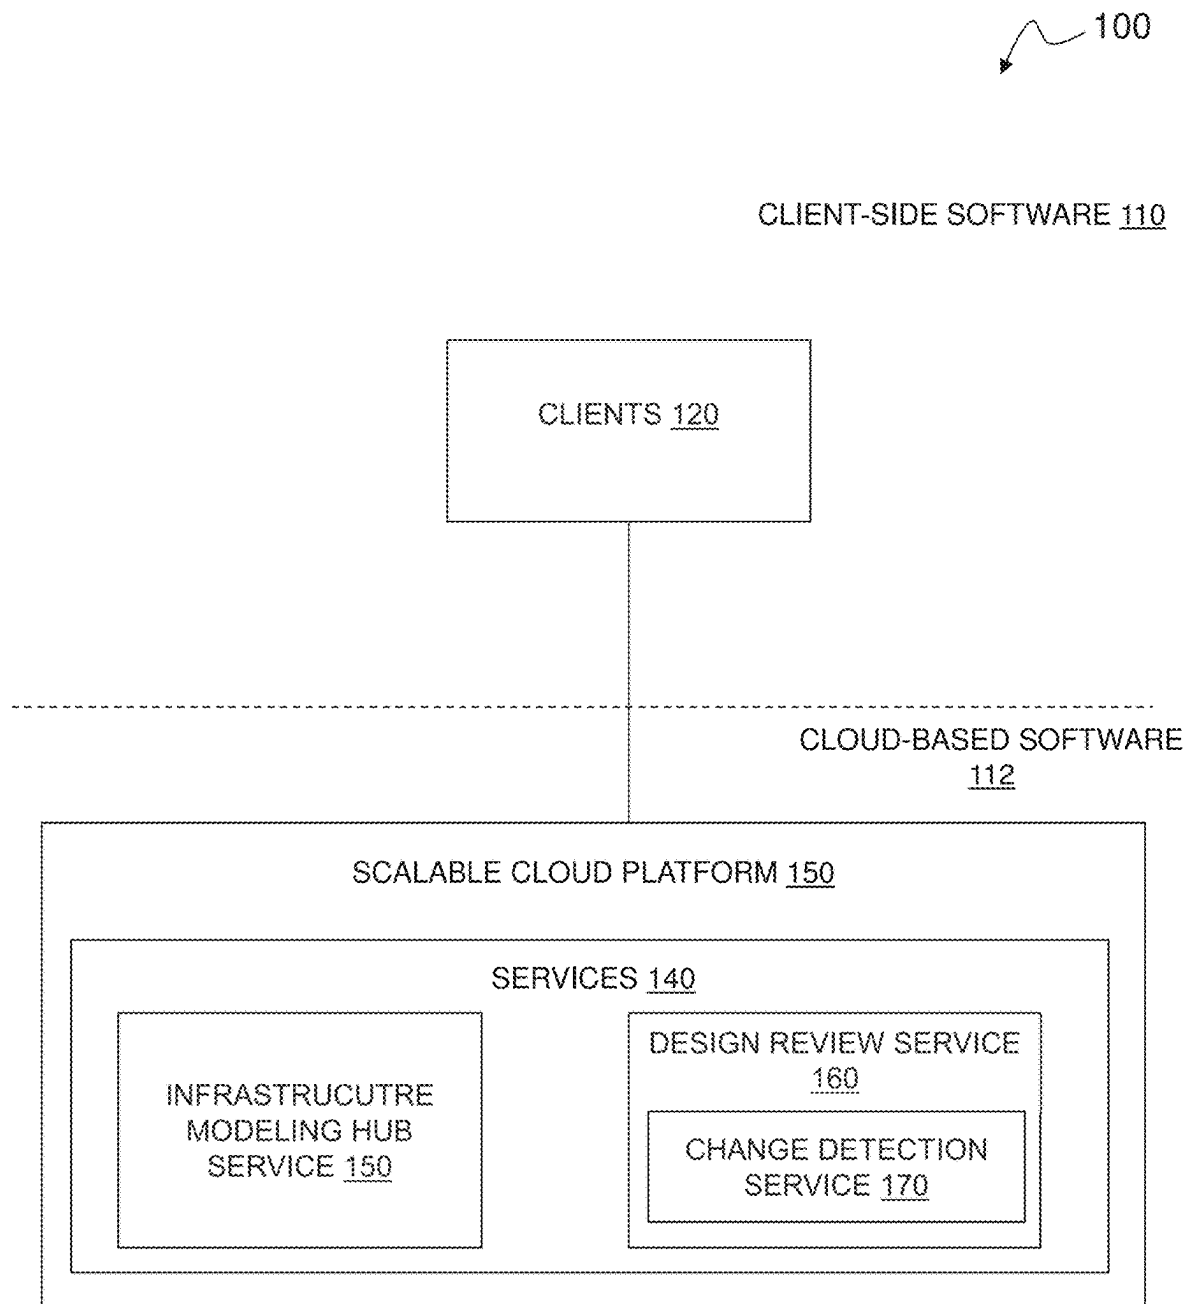 100
CLIENT-SIDE SOFTWARE 110
CLIENTS 120
CLOUD-BASED SOFTWARE
112
SCALABLE CLOUD PLATFORM 150
SERVICES 140
INFRASTRUCUTRE
MODELING HUB
SERVICE 150
DESIGN REVIEW SERVICE
160
CHANGE DETECTION
SERVICE 170